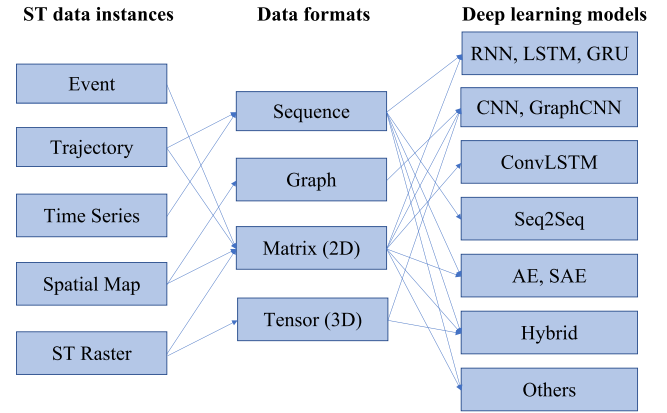 ST data instances
Data formats
Deep learning models
Event
Trajectory
Time Series
Spatial Map
ST Raster
Sequence
Graph
Matrix (2D)
Tensor (3D)
RNN, LSTM, GRU
CNN, GraphCNN
ConvLSTM
Seq2Seq
AE, SAE
Hybrid
Others